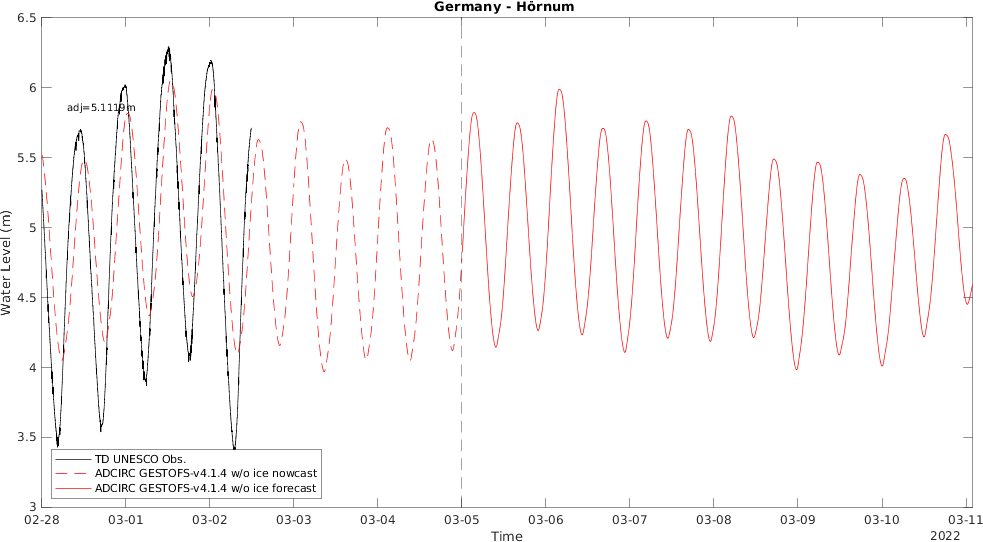 Germany - Hörnum
6.5
6
5.5
5
4.5
4
3.5
3
Water Level (m)
adj=5.1119m
TD UNESCO Obs.
ADCIRC GESTOFS-v4.1.4 w/o ice nowcast
ADCIRC GESTOFS-v4.1.4 w/o ice forecast
02-28 03-01 03-02 03-03 03-04 03-05 03-06 03-07 03-08 03-09 03-10 03-11
Time
2022